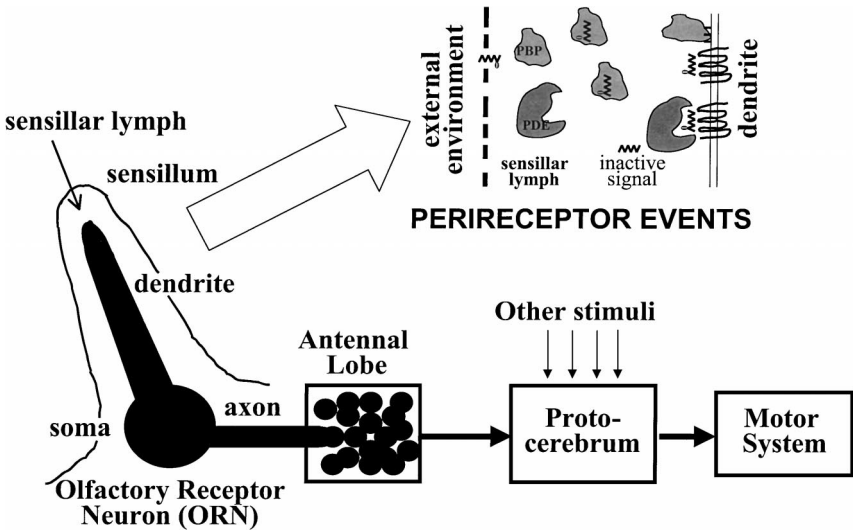 external
environment
PBP
PDE
sensillar
lymph
inactive
signal
dendrite
PERIRECEPTOR EVENTS
sensillar lymph
sensillum
dendrite
soma
axon
Olfactory Receptor
Neuron (ORN)
Antennal
Lobe
Other stimuli
Proto-
cerebrum
Motor
System